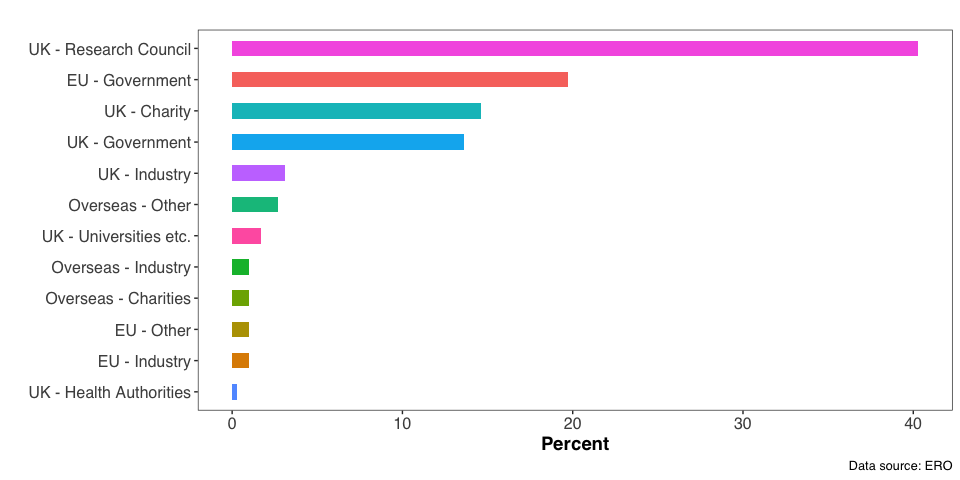 UK - Research Council
EU - Government
UK - Charity
UK - Government
UK - Industry
Overseas - Other
UK - Universities etc.
Overseas - Industry
Overseas - Charities
EU - Other
EU - Industry
UK - Health Authorities
0 10 20 30 40
Percent
Data source: ERO